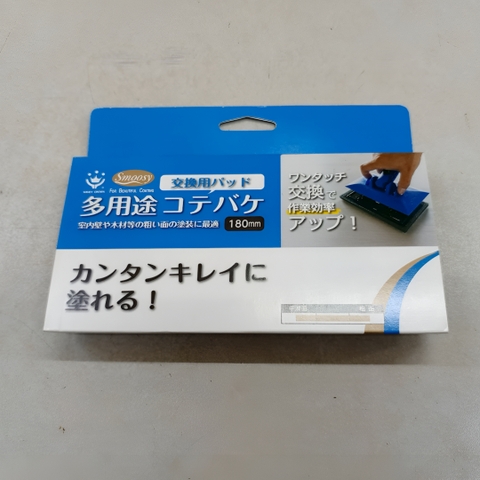 Smoosy
FOR BEAUTIFUL COATING
交換用パッド
多用途コテバケ
室内壁や木材等の粗い面の塗装に最適
180mm
ワンタッチ
交換で
作業効率
アップ！
カンタンキレイに
塗れる！